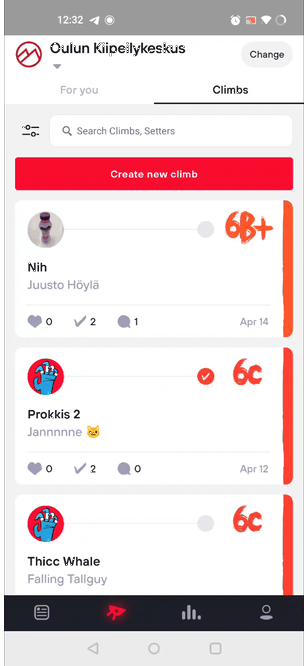 12:32
Oulun Kiipeilykeskus
Change
For you
Climbs
Search Climbs, Setters
Create new climb
6B+
Nih
Juusto Höylä
0 2 1 Apr 14
6c
Prokkis 2
Jannnnne 😼
0 2 0 Apr 12
6c
Thicc Whale
Falling Tallguy